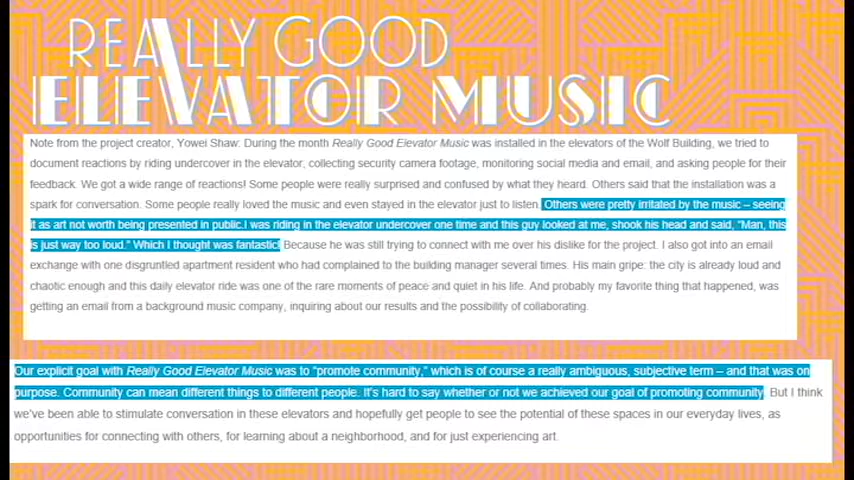 REALLY GOOD
ELEVATOR MUSIC
Note from the project creator, Yowei Shaw: During the month Really Good Elevator Music was installed in the elevators of the Wolf Building, we tried to
document reactions by riding undercover in the elevator, collecting security camera footage, monitoring social media and email, and asking people for their
feedback. We got a wide range of reactions! Some people were really surprised and confused by what they heard. Others said that the installation was a
spark for conversation. Some people really loved the music and even stayed in the elevator just to listen. Others were pretty irritated by the music – seeing
it as art not worth being presented in public.I was riding in the elevator undercover one time and this guy looked at me, shook his head and said, "Man, this
is just way too loud." Which I thought was fantastic! Because he was still trying to connect with me over his dislike for the project. I also got into an email
exchange with one disgruntled apartment resident who had complained to the building manager several times. His main gripe: the city is already loud and
chaotic enough and this daily elevator ride was one of the rare moments of peace and quiet in his life. And probably my favorite thing that happened, was
getting an email from a background music company, inquiring about our results and the possibility of collaborating.
Our explicit goal with Really Good Elevator Music was to "promote community," which is of course a really ambiguous, subjective term – and that was on
purpose. Community can mean different things to different people. It's hard to say whether or not we achieved our goal of promoting community. But I think
we've been able to stimulate conversation in these elevators and hopefully get people to see the potential of these spaces in our everyday lives, as
opportunities for connecting with others, for learning about a neighborhood, and for just experiencing art.